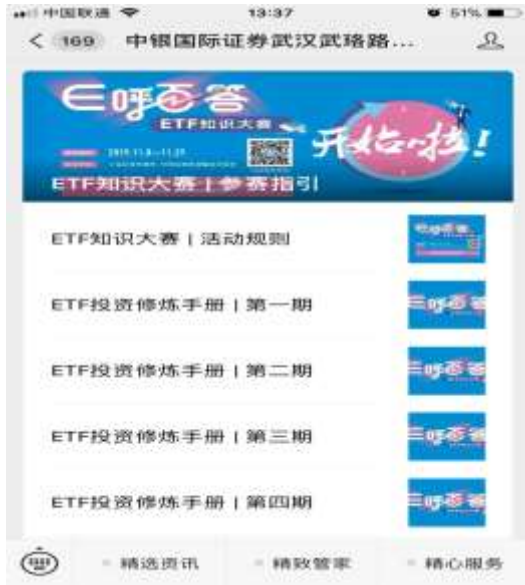 中国联通
13:37
51%
169
中银国际证券武汉武珞路...
E呼百答
ETF知识大赛
开始啦!
ETF知识大赛 | 参赛指引
ETF知识大赛 | 活动规则
ETF投资修炼手册 | 第一期
ETF投资修炼手册 | 第二期
ETF投资修炼手册 | 第三期
ETF投资修炼手册 | 第四期
精选资讯
精致管家
精心服务